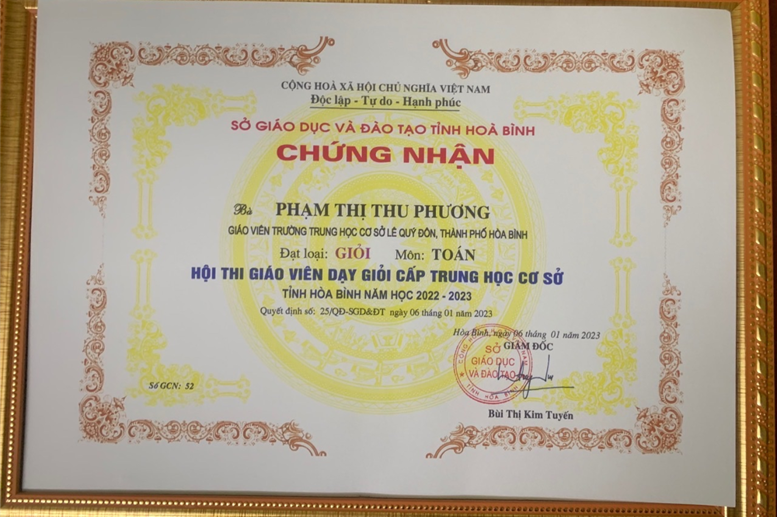 CỘNG HOÀ XÃ HỘI CHỦ NGHĨA VIỆT NAM
Độc lập - Tự do - Hạnh phúc
SỞ GIÁO DỤC VÀ ĐÀO TẠO TỈNH HOÀ BÌNH
CHỨNG NHẬN
Bà PHẠM THỊ THU PHƯƠNG
GIÁO VIÊN TRƯỜNG TRUNG HỌC CƠ SỞ LÊ QUÝ ĐÔN, THÀNH PHỐ HÒA BÌNH
Đạt loại: GIỎI Môn: TOÁN
HỘI THI GIÁO VIÊN DẠY GIỎI CẤP TRUNG HỌC CƠ SỞ
TỈNH HÒA BÌNH NĂM HỌC 2022 - 2023
Quyết định số: 25/QĐ-SGD&ĐT ngày 06 tháng 01 năm 2023
Hòa Bình, ngày 06 tháng 01 năm 2023
GIÁM ĐỐC
SỞ
GIÁO DỤC
VÀ ĐÀO TẠO
TỈNH HÒA BÌNH
Số GCN: 52
Bùi Thị Kim Tuyến